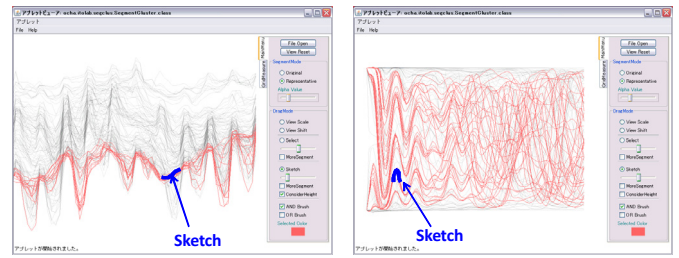 アプレットビューア: ocha.itolab.segclus.SegmentCluster.class
アプレット
File Help
MainMenu
GridMeasure
File Open
View Reset
SegmentMode
Original
Representative
Alpha Value
DragMode
View Scale
View Shift
Select
MoreSegment
Sketch
MoreSegment
ConsiderHeight
AND Brush
OR Brush
Selected Color
Sketch
アプレットが開始されました。
アプレットビューア: ocha.itolab.segclus.SegmentCluster.class
アプレット
File Help
MainMenu
GridMeasure
File Open
View Reset
SegmentMode
Original
Representative
Alpha Value
DragMode
View Scale
View Shift
Select
MoreSegment
Sketch
MoreSegment
ConsiderHeight
AND Brush
OR Brush
Selected Color
Sketch
アプレットが開始されました。